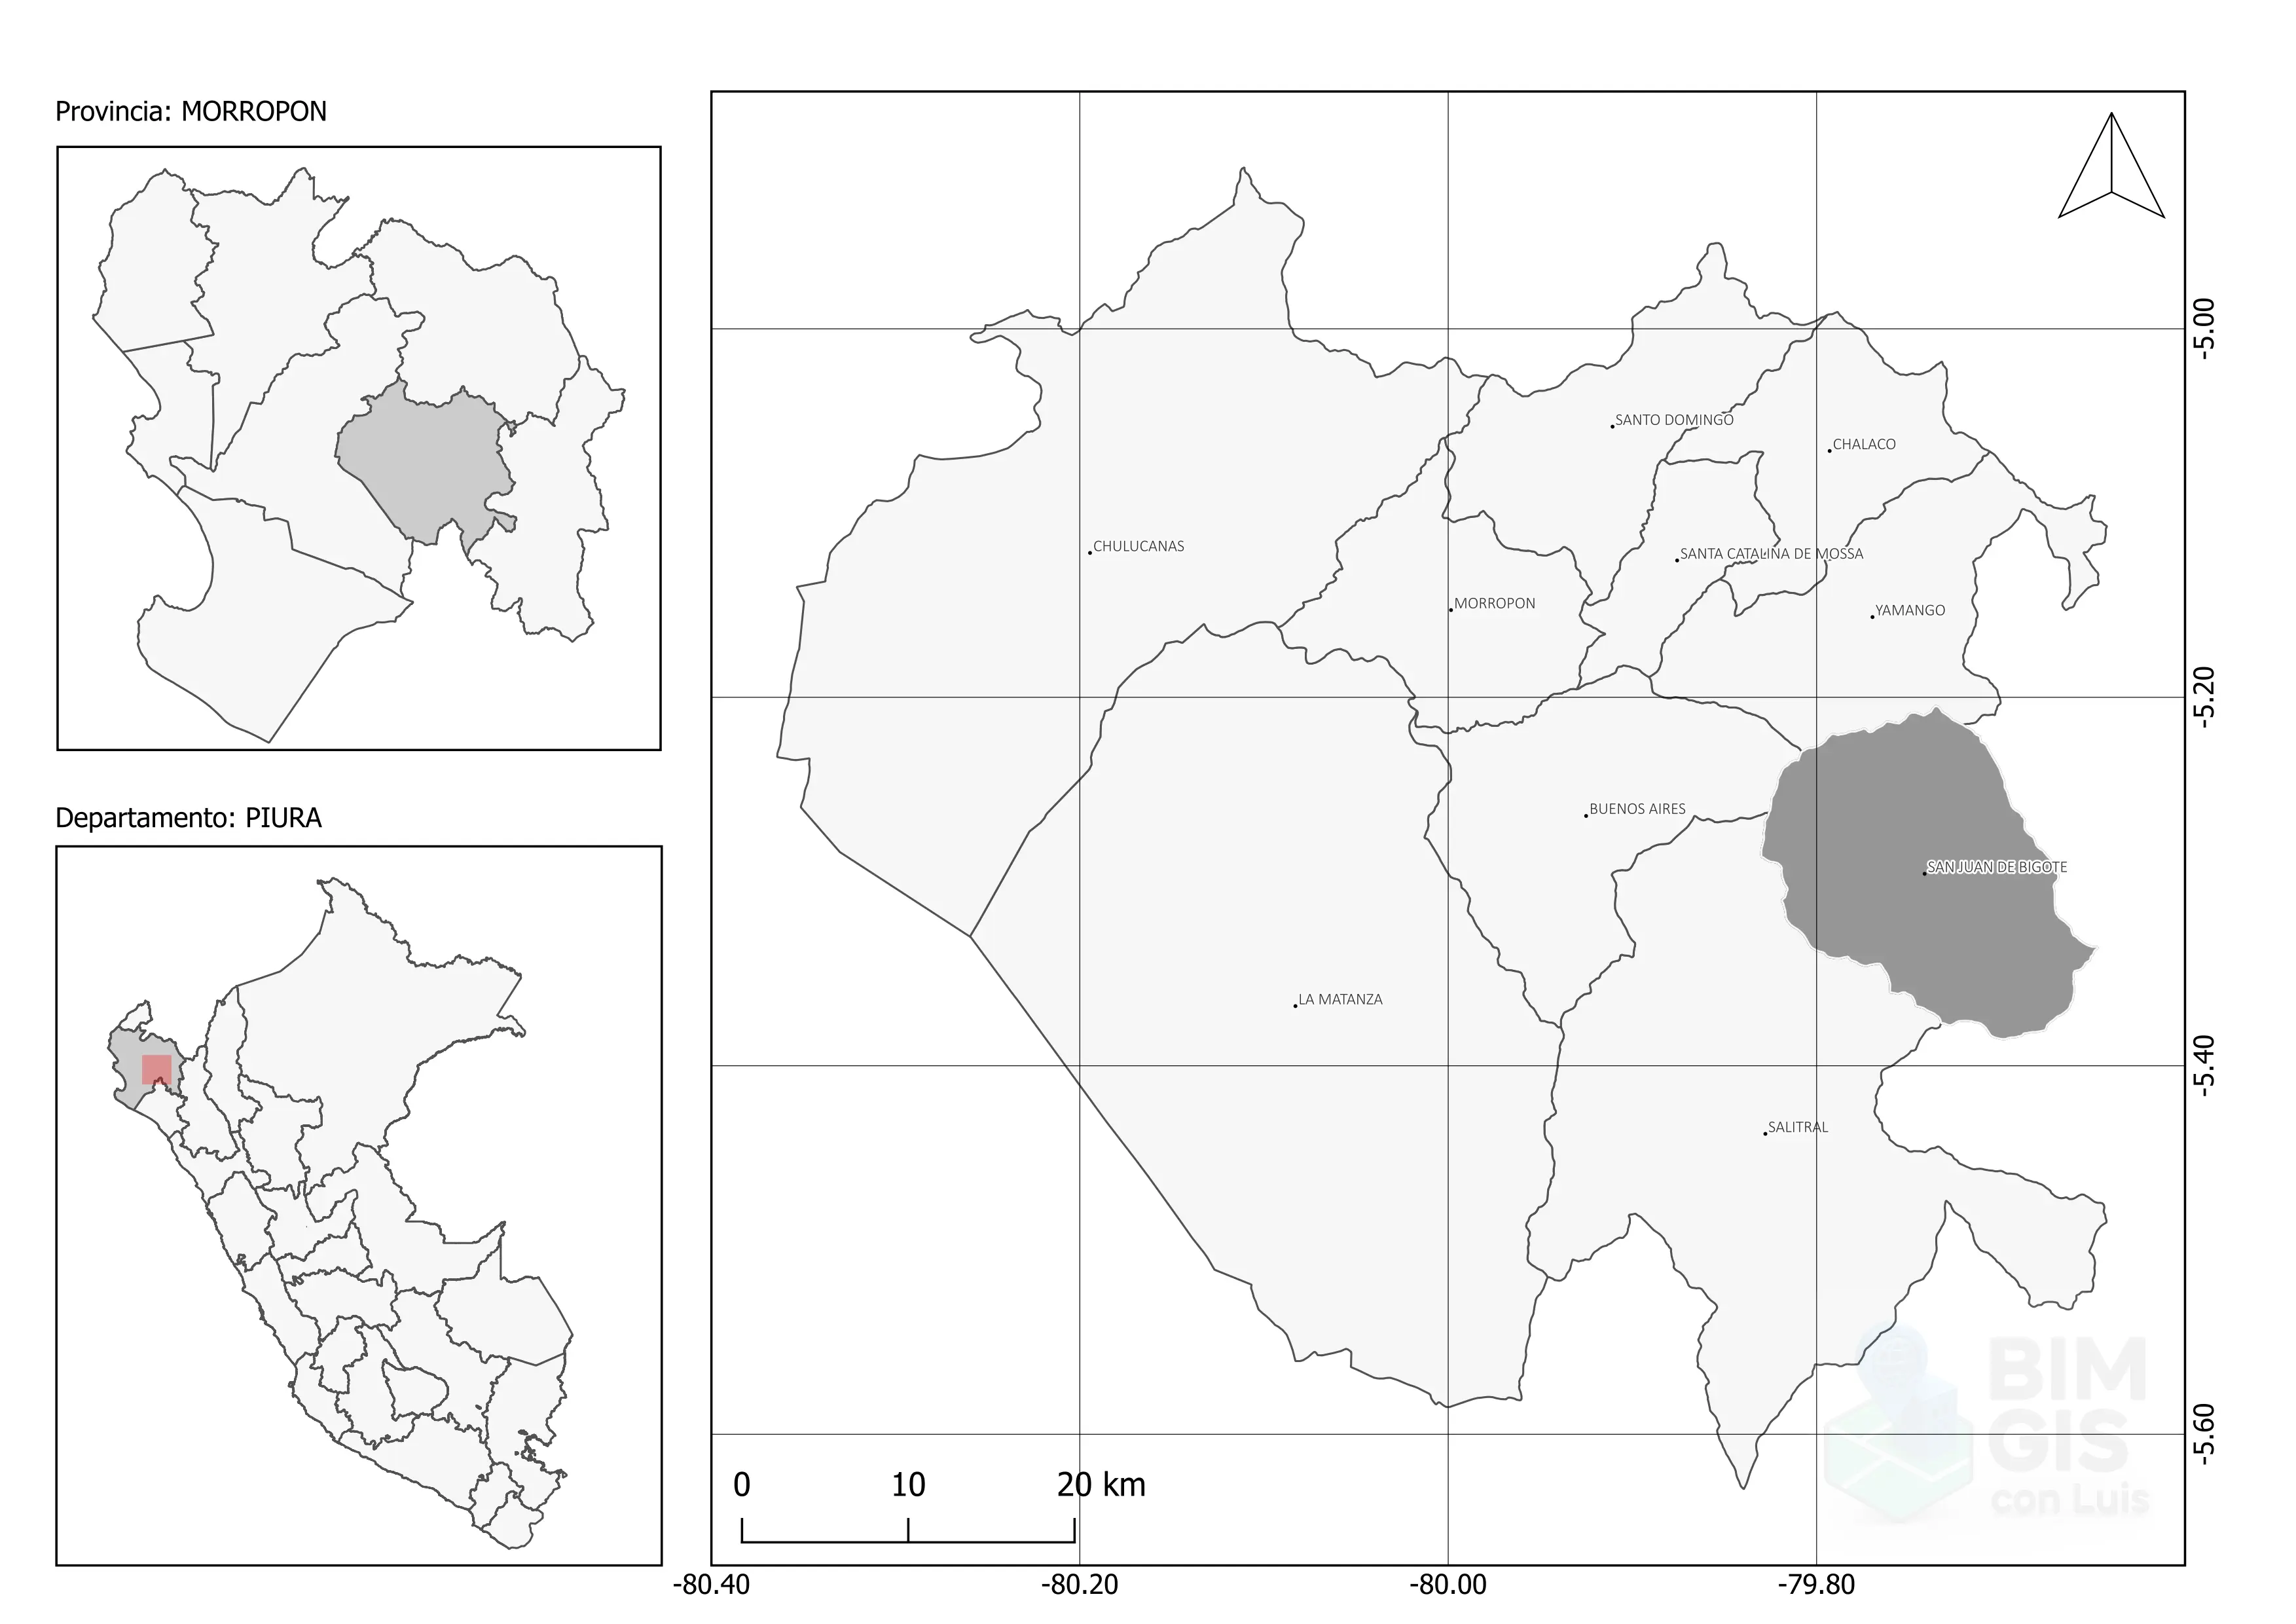 Provincia: MORROPON
Departamento: PIURA
SANTO DOMINGO
CHALACO
CHULUCANAS
SANTA CATALINA DE MOSSA
MORROPON
YAMANGO
BUENOS AIRES
SAN JUAN DE BIGOTE
LA MATANZA
SALITRAL
-5.00
-5.20
-5.40
-5.60
0 10 20 km
-80.40 -80.20 -80.00 -79.80
BIM
GIS
con Luis